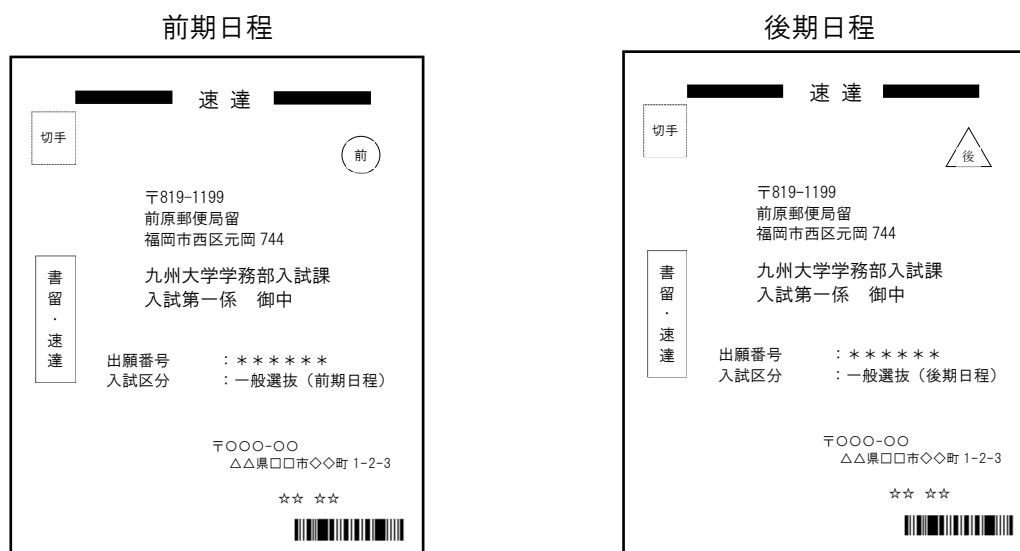 前期日程
速 達
切手
前
〒819-1199
前原郵便局留
福岡市西区元岡 744
書留・速達
九州大学学務部入試課
入試第一係 御中
出願番号 :******
入試区分 :一般選抜(前期日程)
〒○○○-○○
△△県□□市◇◇町 1-2-3
☆☆ ☆☆
後期日程
速 達
切手
後
〒819-1199
前原郵便局留
福岡市西区元岡 744
書留・速達
九州大学学務部入試課
入試第一係 御中
出願番号 :******
入試区分 :一般選抜(後期日程)
〒○○○-○○
△△県□□市◇◇町 1-2-3
☆☆ ☆☆